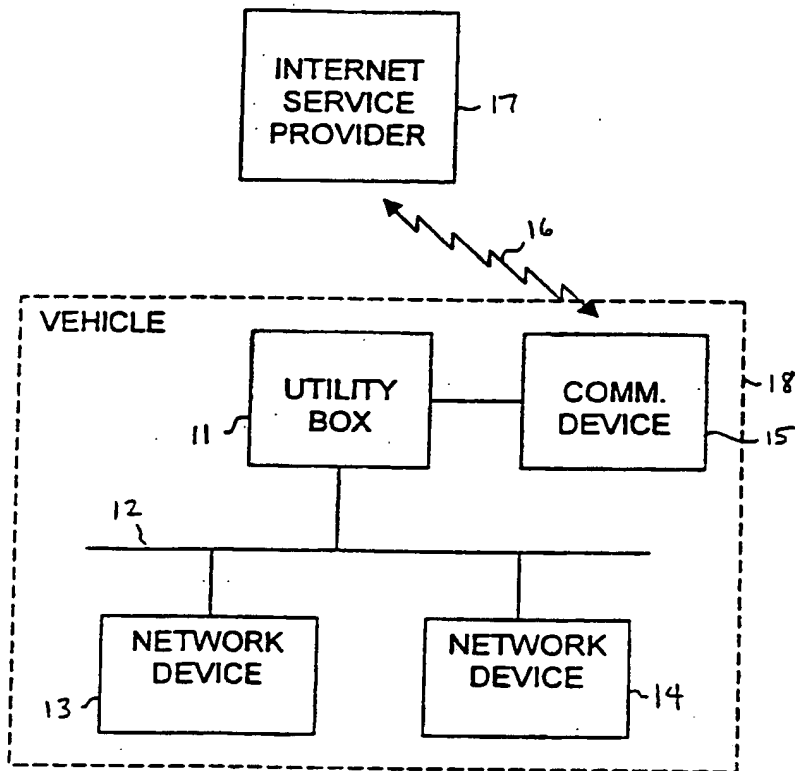 INTERNET
SERVICE
PROVIDER
17
16
VEHICLE
18
UTILITY
BOX
11
COMM.
DEVICE
15
12
NETWORK
DEVICE
13
NETWORK
DEVICE
14